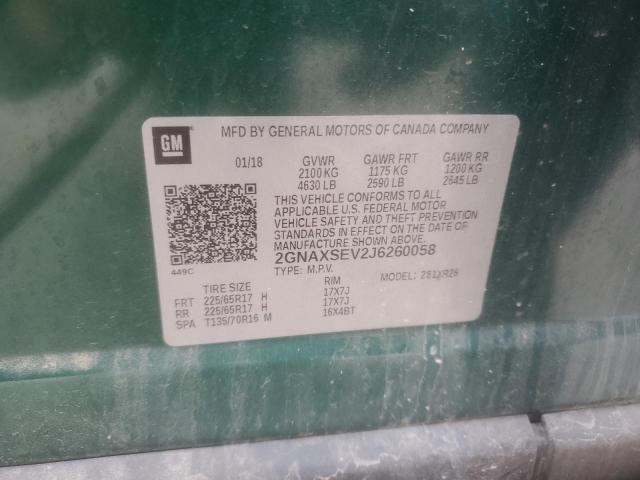 GM
MFD BY GENERAL MOTORS OF CANADA COMPANY
01/18 GVWR GAWR FRT GAWR RR
2100 KG 1175 KG 1200 KG
4630 LB 2590 LB 2645 LB
THIS VEHICLE CONFORMS TO ALL
APPLICABLE U.S. FEDERAL MOTOR
VEHICLE SAFETY AND THEFT PREVENTION
STANDARDS IN EFFECT ON THE DATE OF
MANUFACTURE SHOWN ABOVE.
449C 2GNAXSEV2J6260058
TYPE: M.P.V. MODEL:
TIRE SIZE RIM
FRT 225/65R17 H 17X7J
RR 225/65R17 H 17X7J
SPA T135/70R16 M 16X4BT